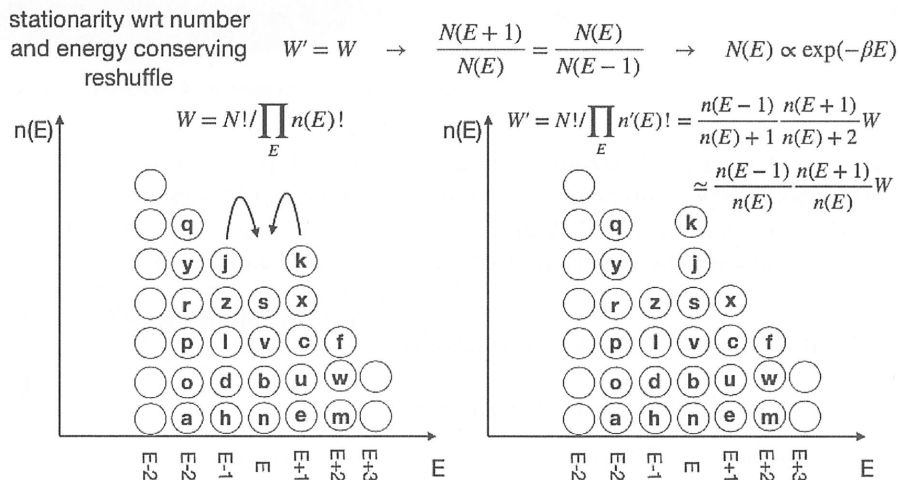 stationarity wrt number
and energy conserving
reshuffle
W′ = W → N(E + 1)/N(E) = N(E)/N(E − 1) → N(E) ∝ exp(−βE)
n(E)
W = N!/∏_E n(E)!
q
y j k
r z s x
p l v c f
o d b u w
a h n e m
E-2 E-2 E-1 E E+1 E+2 E+3
E
n(E)
W′ = N!/∏_E n′(E)! = n(E − 1)/(n(E) + 1) n(E + 1)/(n(E) + 2) W
≃ n(E − 1)/n(E) n(E + 1)/n(E) W
q k
y j
r z s x
p l v c f
o d b u w
a h n e m
E-2 E-2 E-1 E E+1 E+2 E+3
E